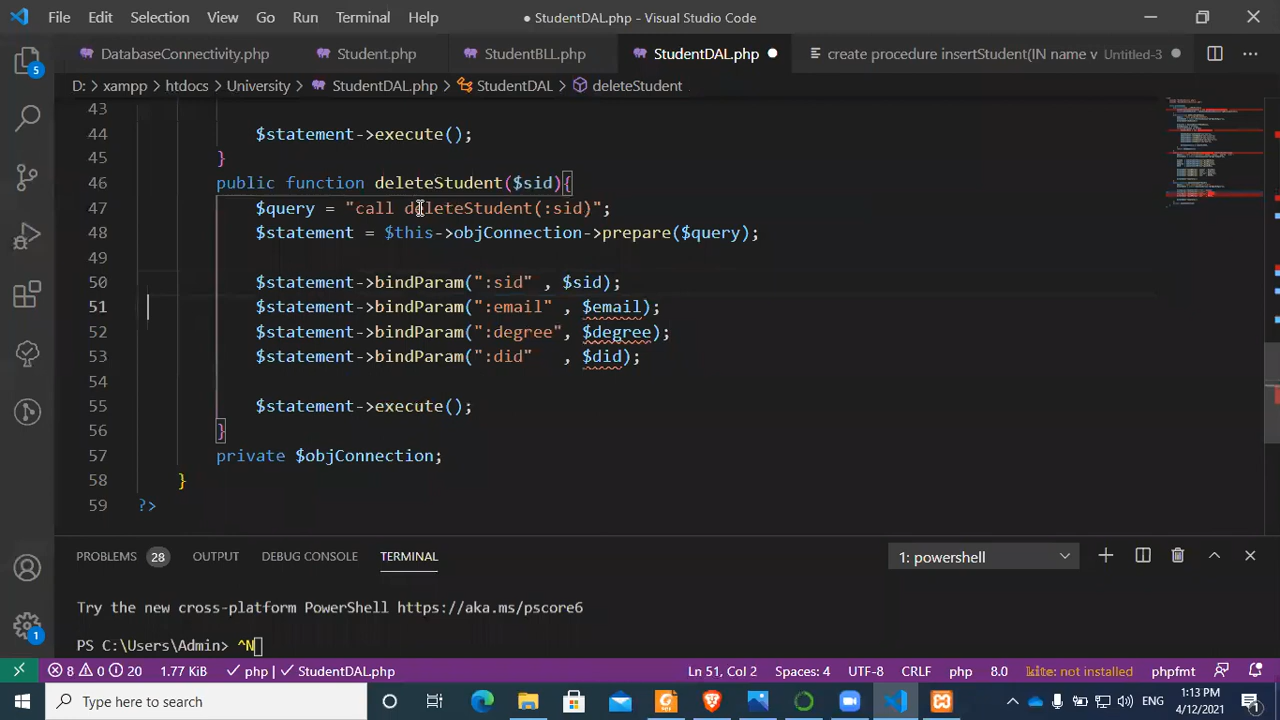 File Edit Selection View Go Run Terminal Help ● StudentDAL.php - Visual Studio Code
DatabaseConnectivity.php Student.php StudentBLL.php StudentDAL.php create procedure insertStudent(IN name v Untitled-3
5
D: > xampp > htdocs > University > StudentDAL.php > StudentDAL > deleteStudent
43
44 $statement->execute();
45 }
46 public function deleteStudent($sid){
47 $query = "call deleteStudent(:sid)";
48 $statement = $this->objConnection->prepare($query);
49
50 $statement->bindParam(":sid" , $sid);
51 $statement->bindParam(":email" , $email);
52 $statement->bindParam(":degree", $degree);
53 $statement->bindParam(":did" , $did);
54
55 $statement->execute();
56 }
57 private $objConnection;
58 }
59 ?>
PROBLEMS 28 OUTPUT DEBUG CONSOLE TERMINAL 1: powershell
Try the new cross-platform PowerShell https://aka.ms/pscore6
PS C:\Users\Admin> ^N
1
8 0 20 1.77 KiB php | StudentDAL.php Ln 51, Col 2 Spaces: 4 UTF-8 CRLF php 8.0 kite: not installed phpfmt
Type here to search ENG 1:13 PM
4/12/2021 1